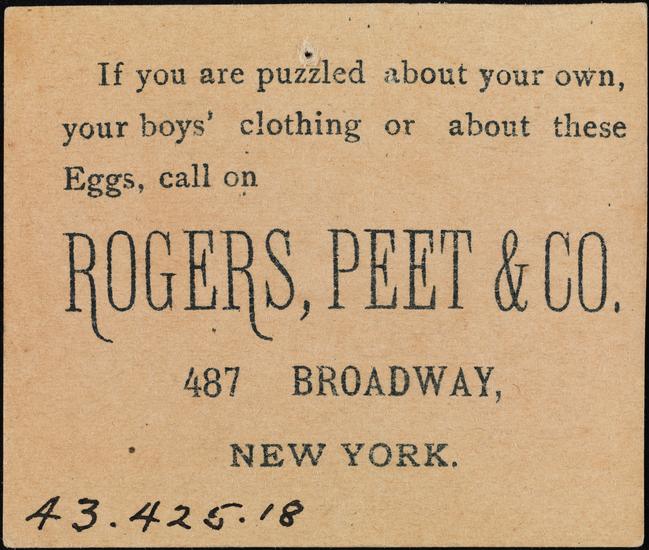 If you are puzzled about your own,
your boys' clothing or about these
Eggs, call on
ROGERS, PEET & CO.
487 BROADWAY,
NEW YORK.
43.425.18